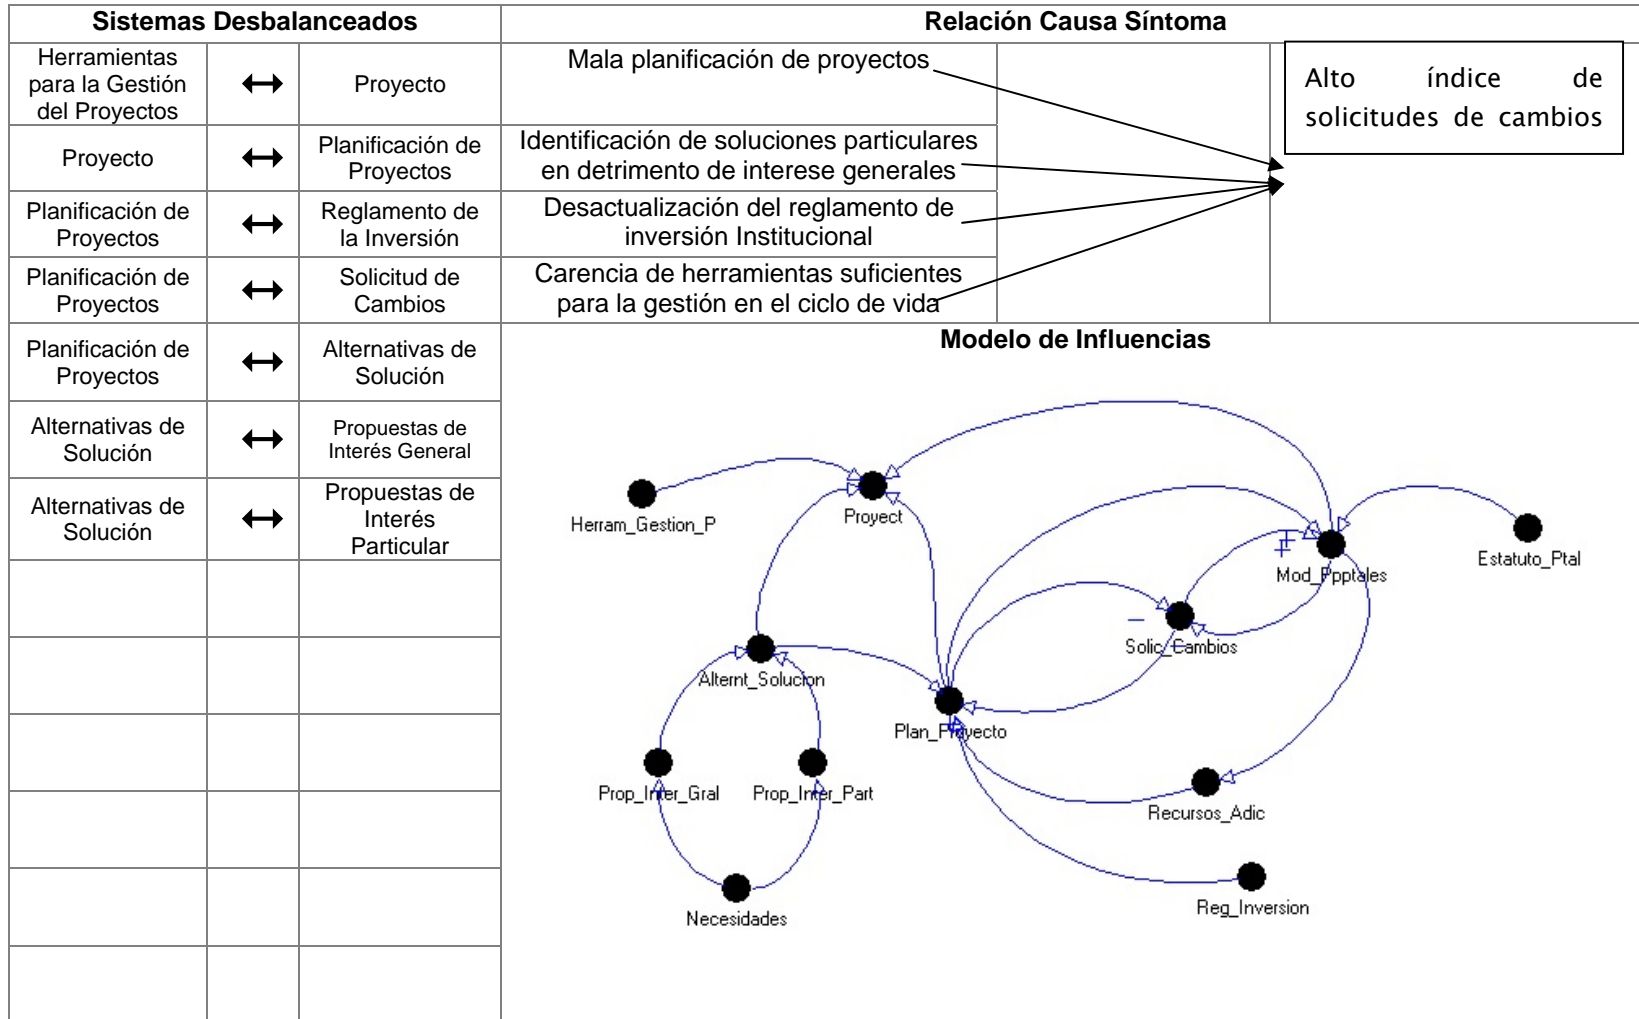 Sistemas Desbalanceados
Relación Causa Síntoma
Herramientas
para la Gestión
del Proyectos
Proyecto
Mala planificación de proyectos
Alto índice de
solicitudes de cambios
Proyecto
Planificación de
Proyectos
Identificación de soluciones particulares
en detrimento de interese generales
Planificación de
Proyectos
Reglamento de
la Inversión
Desactualización del reglamento de
inversión Institucional
Planificación de
Proyectos
Solicitud de
Cambios
Carencia de herramientas suficientes
para la gestión en el ciclo de vida
Planificación de
Proyectos
Alternativas de
Solución
Modelo de Influencias
Alternativas de
Solución
Propuestas de
Interés General
Alternativas de
Solución
Propuestas de
Interés
Particular
Herram_Gestion_P
Proyect
Mod_Ppptales
Estatuto_Ptal
Solic_Cambios
Alternt_Solucion
Plan_Proyecto
Prop_Inter_Gral
Prop_Inter_Part
Recursos_Adic
Necesidades
Reg_Inversion